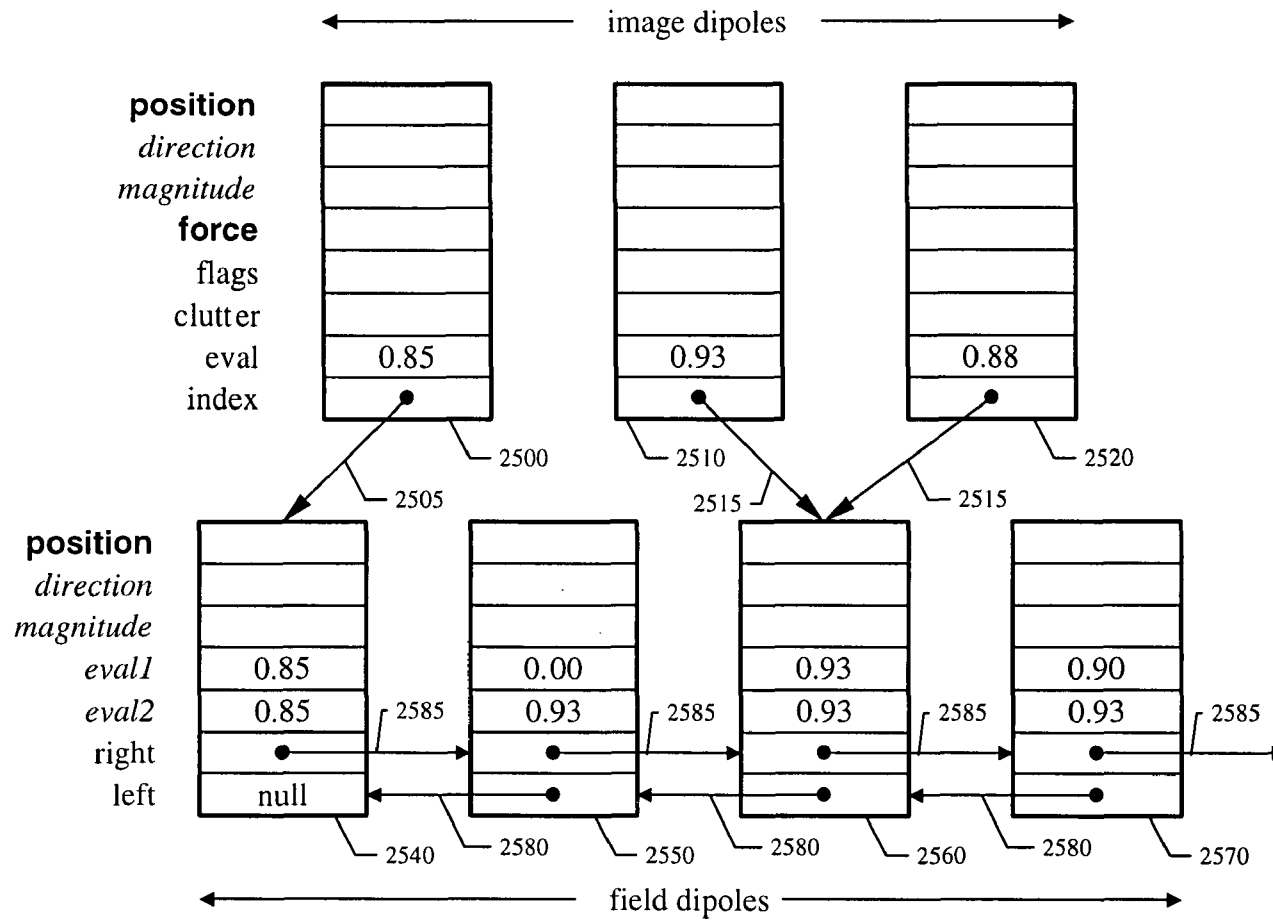 image dipoles
position
direction
magnitude
force
flags
clutter
eval 0.85 0.93 0.88
index
2500 2510 2520
2505 2515 2515
position
direction
magnitude
eval1 0.85 0.00 0.93 0.90
eval2 0.85 0.93 0.93 0.93
2585 2585 2585 2585
right
left null
2540 2580 2550 2580 2560 2580 2570
field dipoles